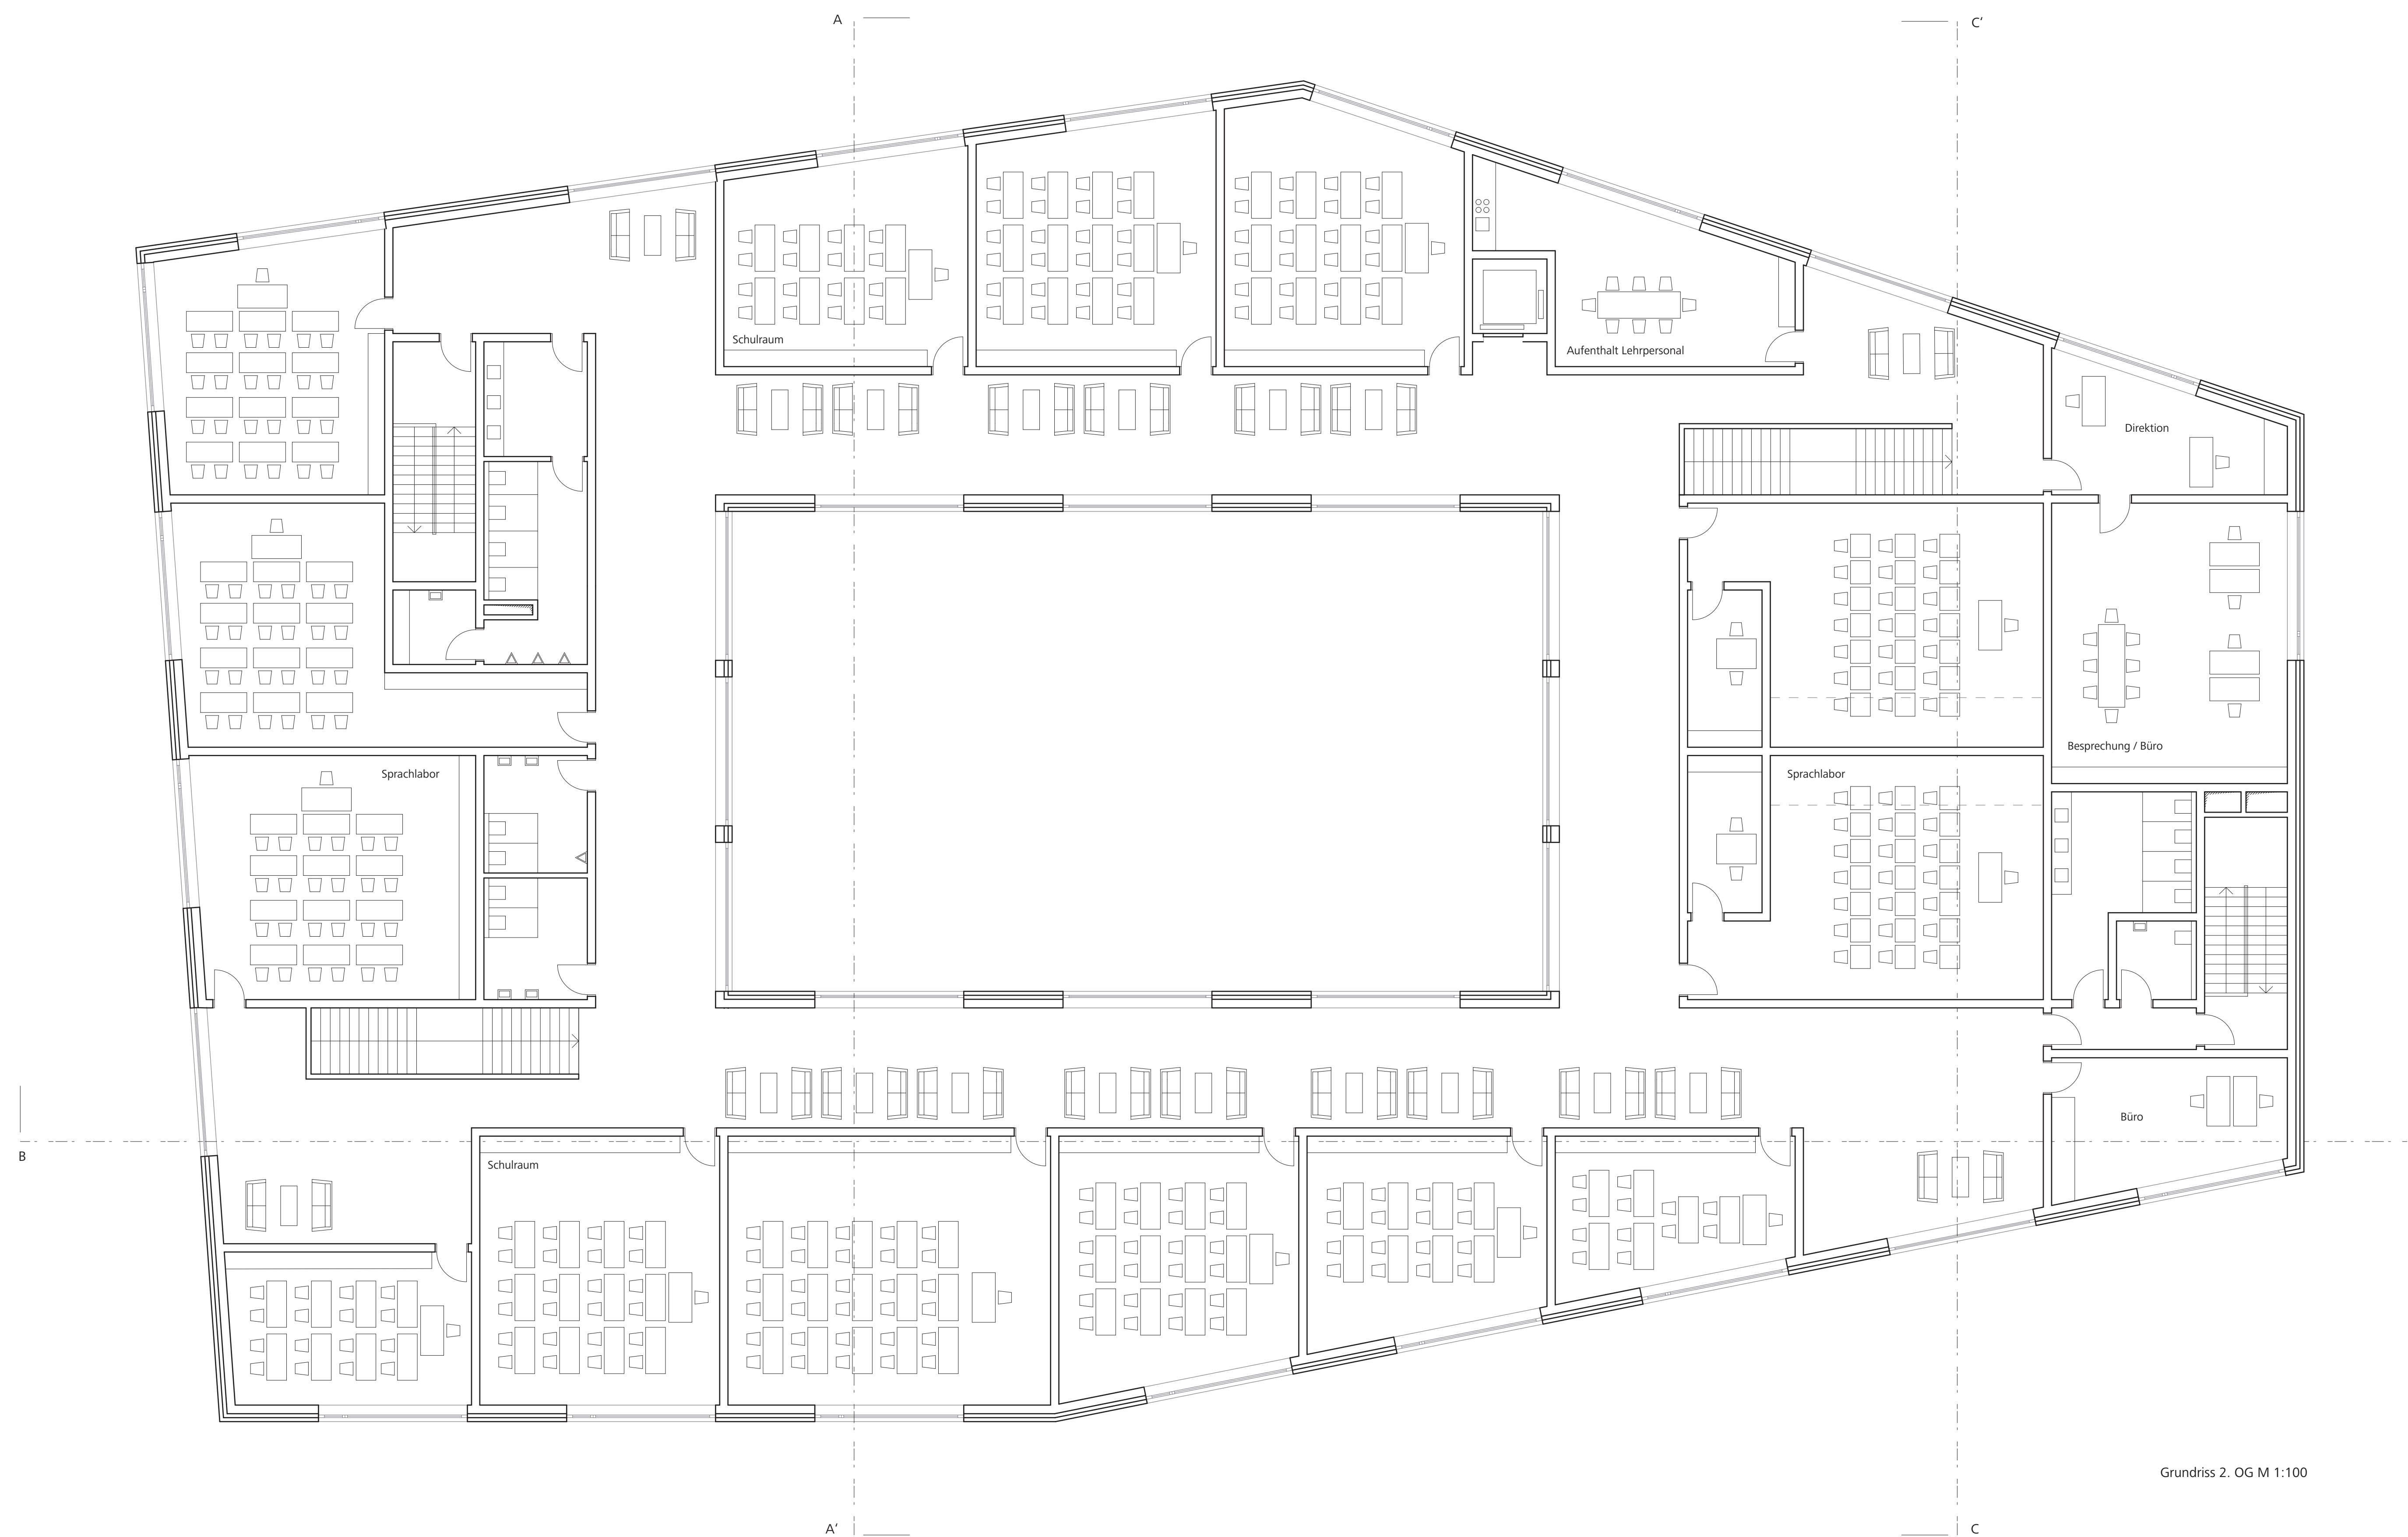 A
C’
Schulraum
Aufenthalt Lehrpersonal
Direktion
Besprechung / Büro
Sprachlabor
Sprachlabor
Büro
B
Schulraum
Grundriss 2. OG M 1:100
A’
C